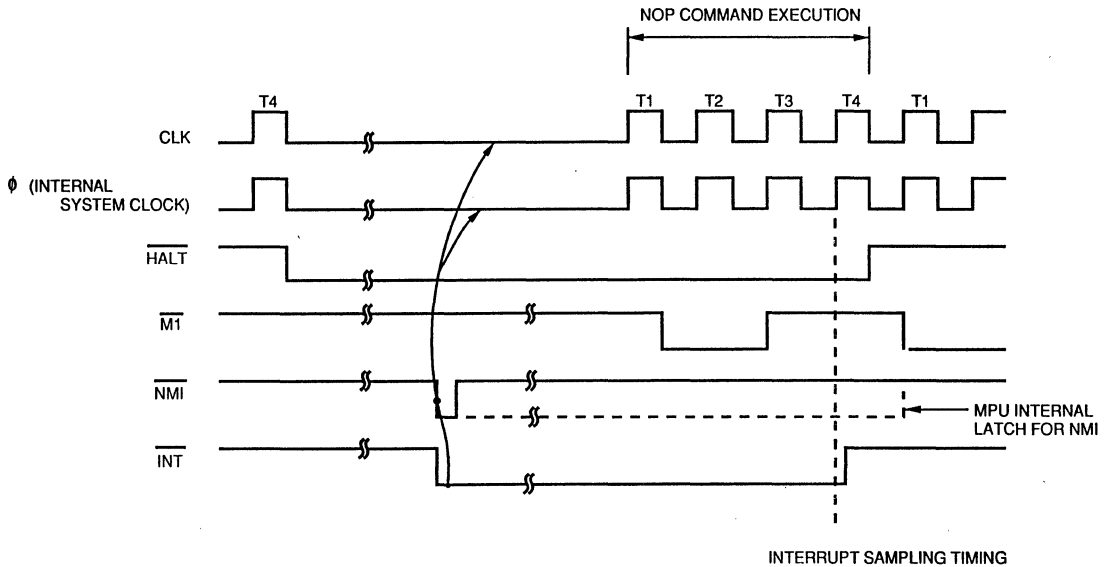 NOP COMMAND EXECUTION
T4 T1 T2 T3 T4 T1
CLK
ϕ (INTERNAL
SYSTEM CLOCK)
HALT
M1
NMI
MPU INTERNAL
LATCH FOR NMI
INT
INTERRUPT SAMPLING TIMING